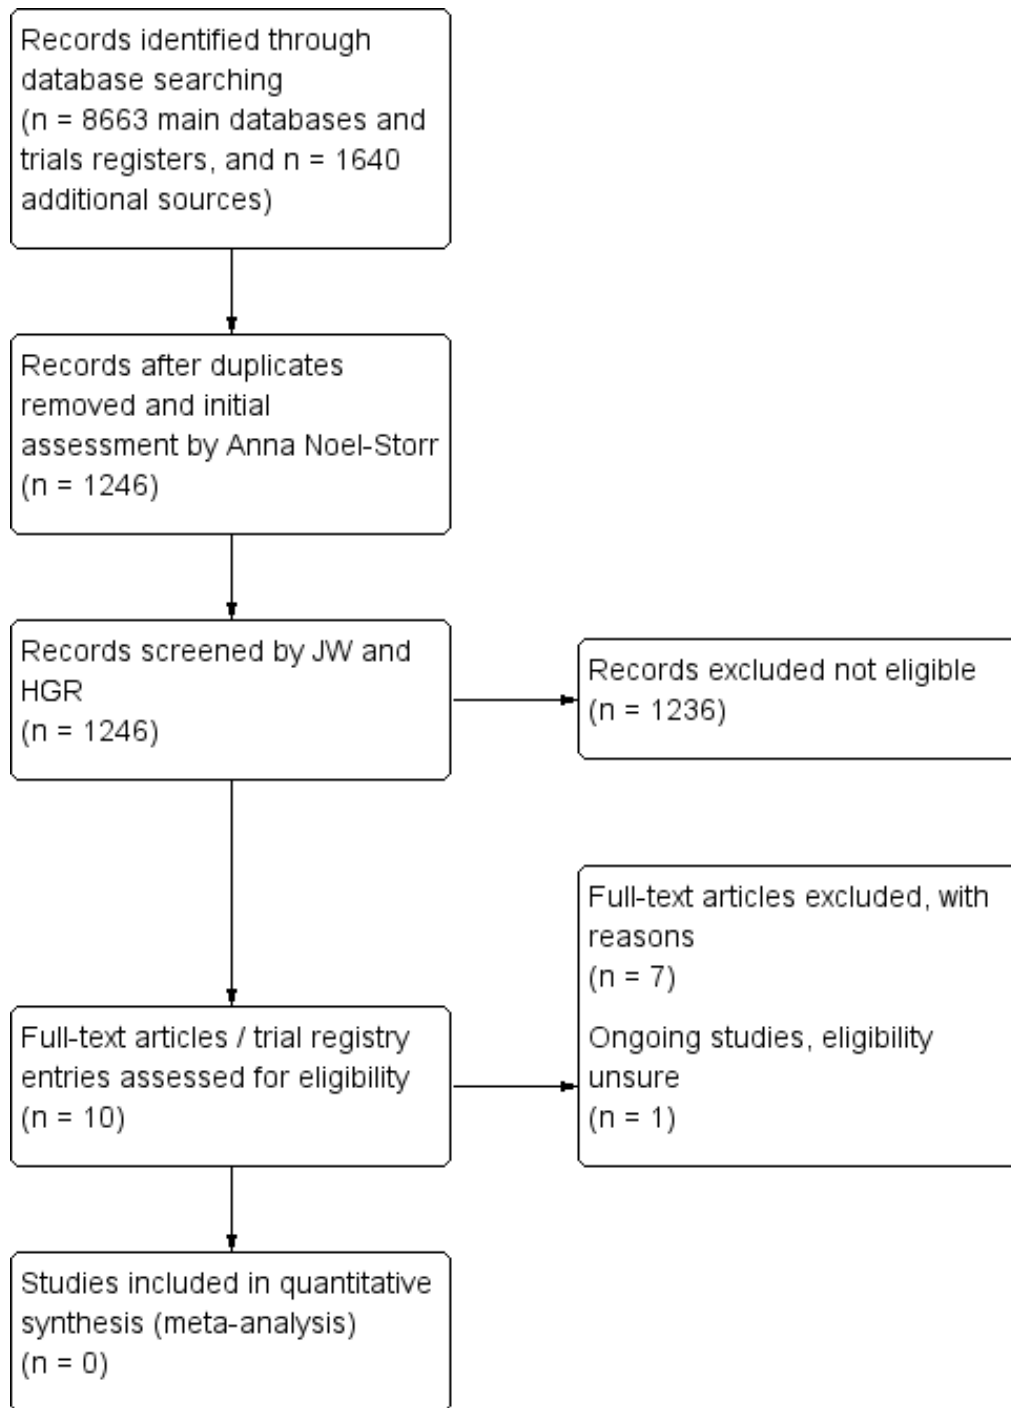 Records identified through
database searching
(n = 8663 main databases and
trials registers, and n = 1640
additional sources)
Records after duplicates
removed and initial
assessment by Anna Noel-Storr
(n = 1246)
Records screened by JW and
HGR
(n = 1246)
Records excluded not eligible
(n = 1236)
Full-text articles excluded, with
reasons
(n = 7)
Ongoing studies, eligibility
unsure
(n = 1)
Full-text articles / trial registry
entries assessed for eligibility
(n = 10)
Studies included in quantitative
synthesis (meta-analysis)
(n = 0)